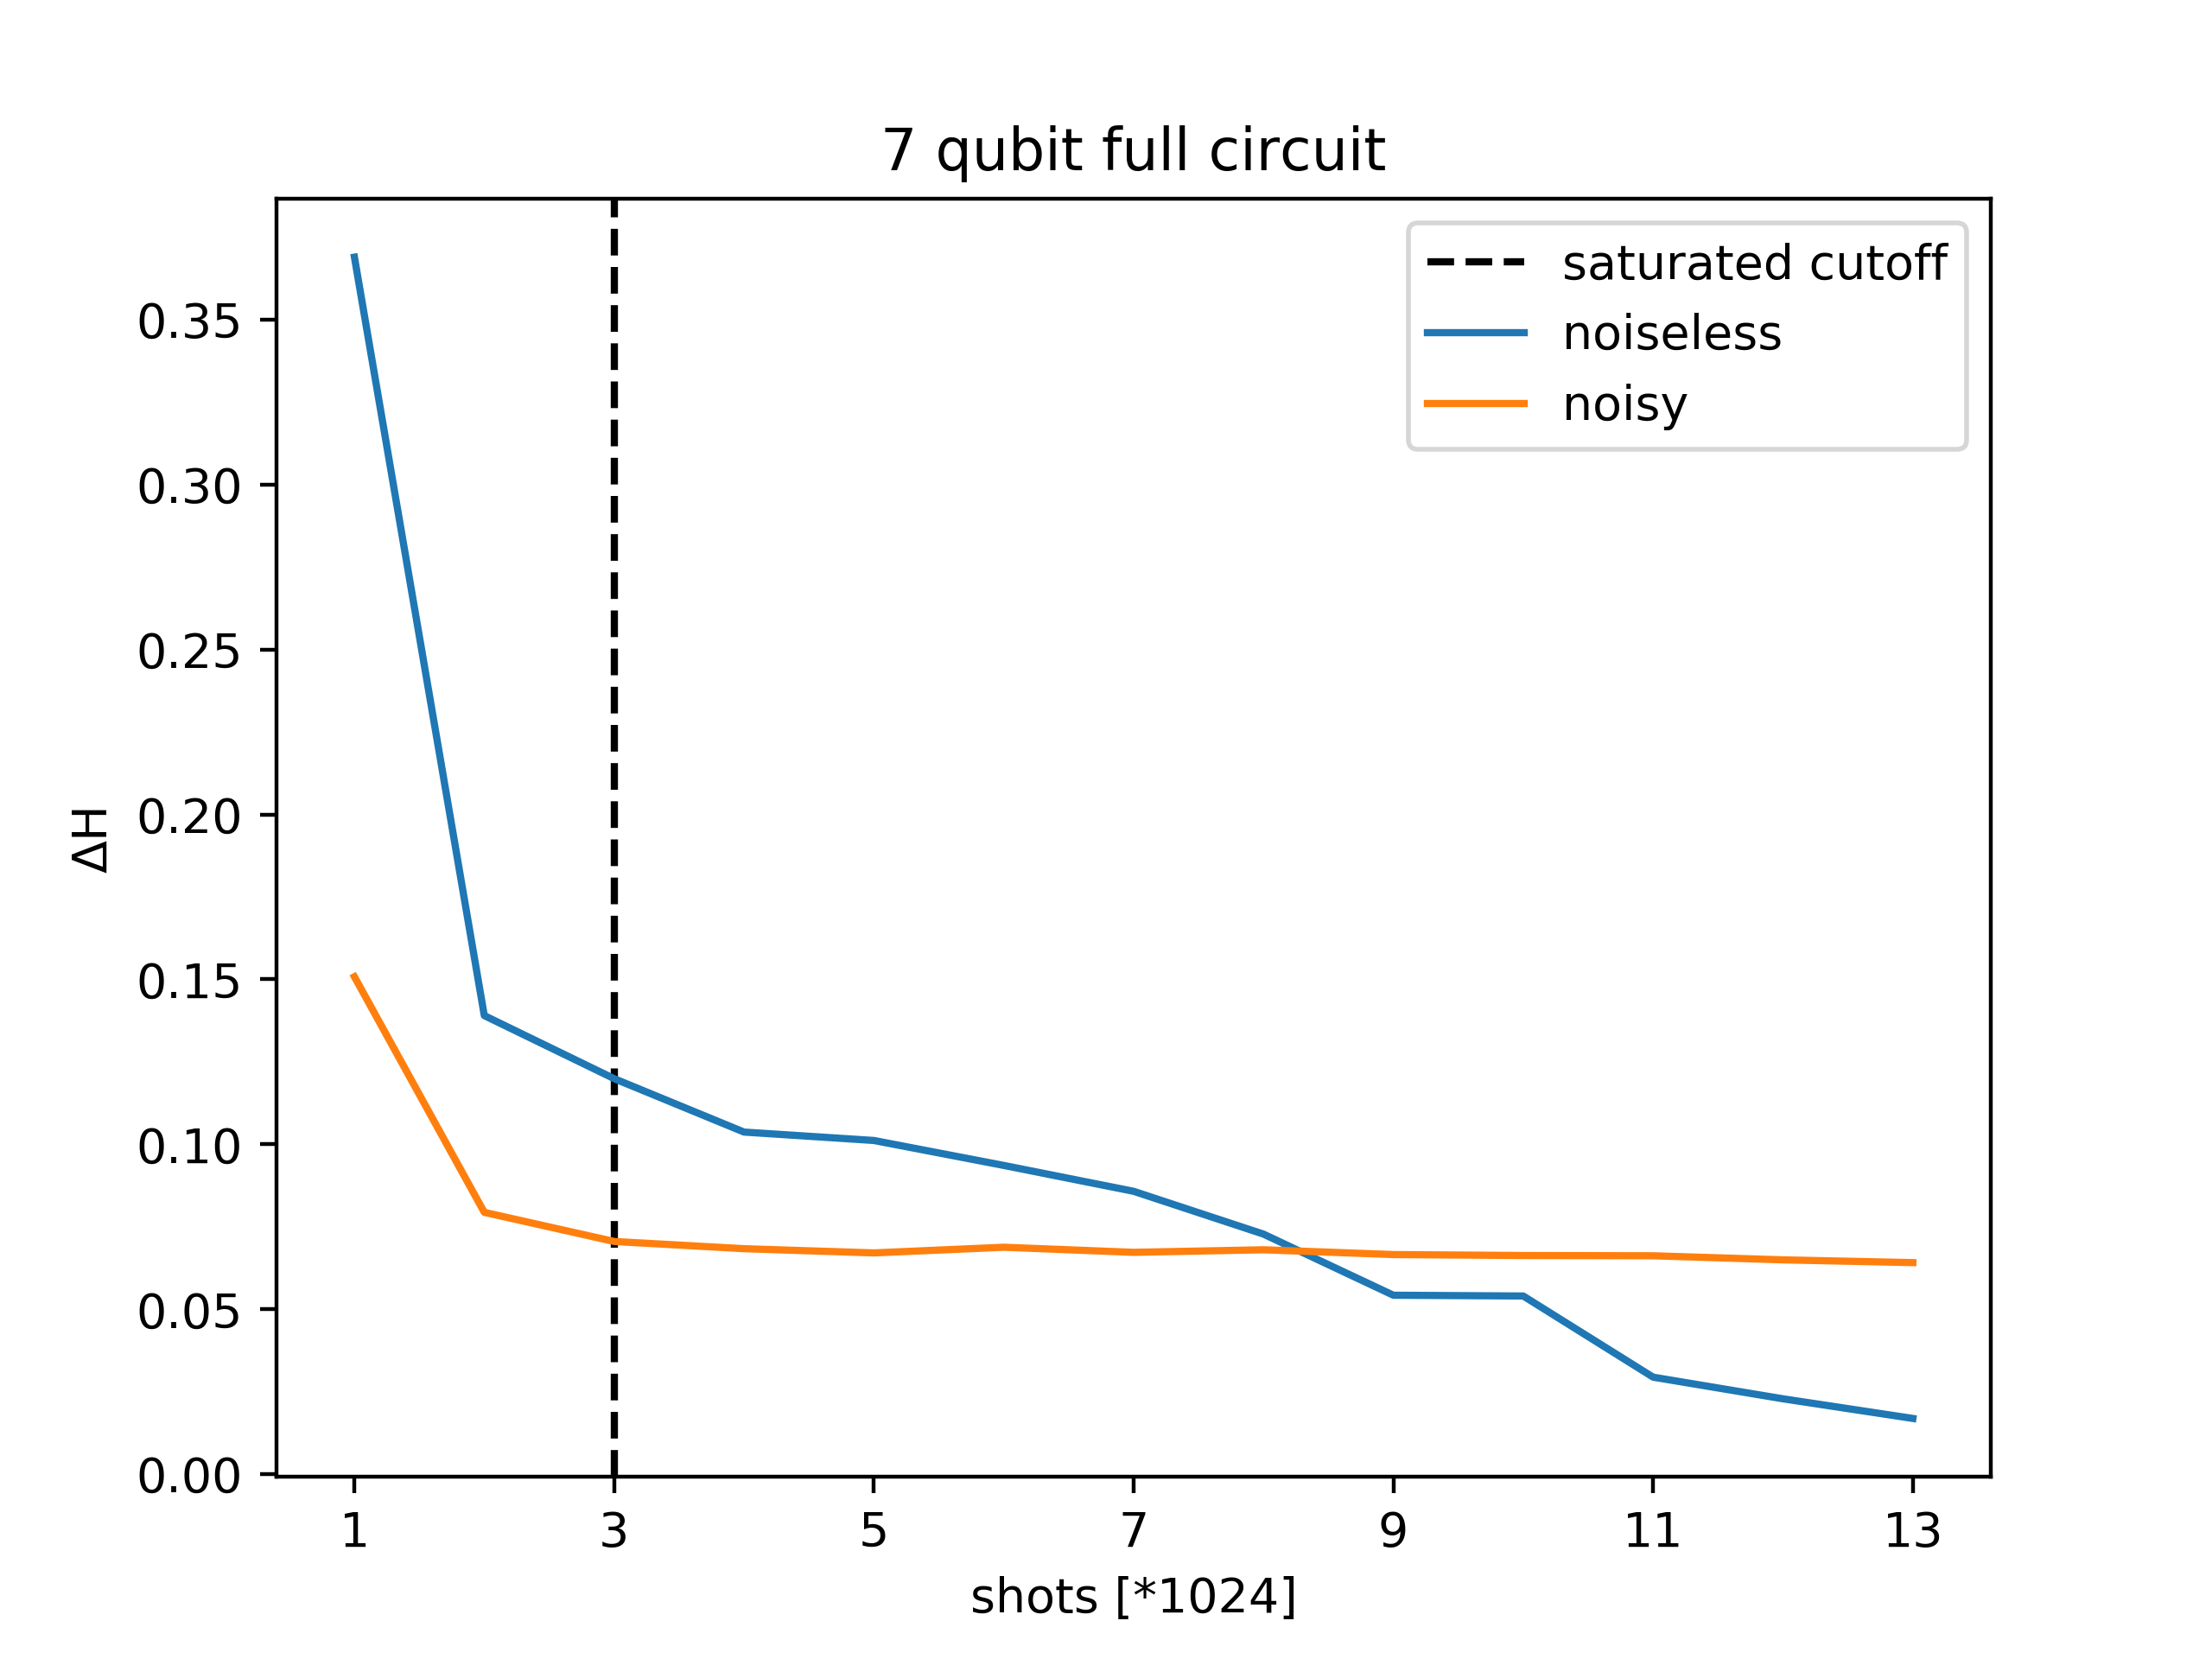 7 qubit full circuit
saturated cutoff
noiseless
noisy
0.35
0.30
0.25
0.20
0.15
0.10
0.05
0.00
ΔH
1 3 5 7 9 11 13
shots [*1024]